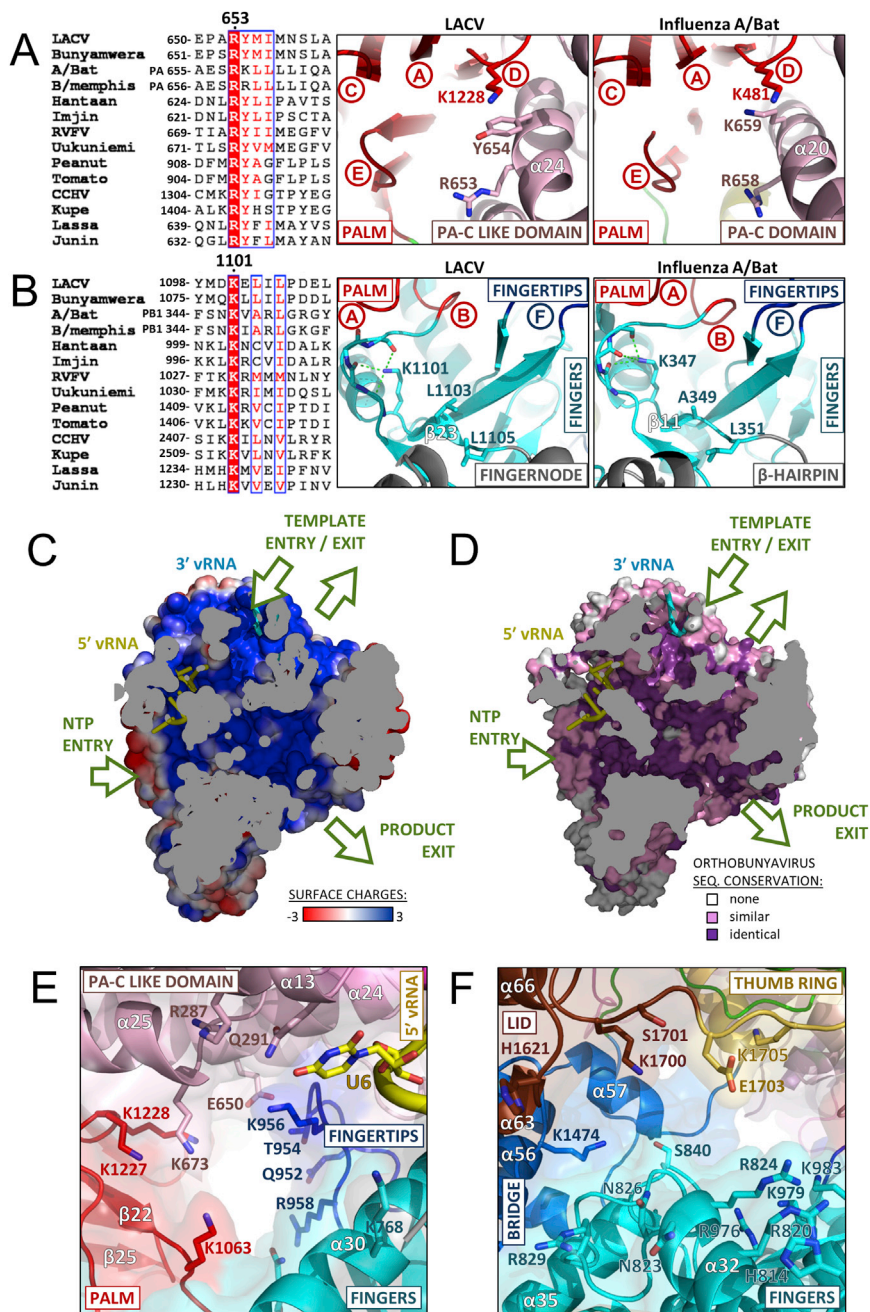 A
653
LACV 650- EPARYMIMNSLA
Bunyamwera 651- EPSRYMIMNSLA
A/Bat PA 655- AESRKLLLLIQA
B/memphis PA 656- AESRRLLLLIQA
Hantaan 624- DNLRYLIPAVTS
Imjin 621- DNLRYLIPSCTA
RVFV 669- TIARYIIMEGFV
Uukuniemi 671- TLSRYVMMEGFV
Peanut 908- DFMRYAGFLPLS
Tomato 904- DFMRYAGFLPLS
CCHV 1304- CMKRYIGTPYEG
Kupe 1404- ALKRYHSTPYEG
Lassa 639- QGLRYFIMAYVS
Junin 632- QGLRYFLMAYAN
LACV
C
A
D
K1228
Y654
α24
E
R653
PALM
PA-C LIKE DOMAIN
Influenza A/Bat
C
A
D
K481
K659
α20
E
R658
PALM
PA-C DOMAIN
B
1101
LACV 1098- YMDKELILPDEL
Bunyamwera 1075- YMQKELILPDDL
A/Bat PB1 344- FSNKVARLGKGY
B/memphis PB1 344- FSNKIARLGKGF
Hantaan 999- NKLKNCVIDALK
Imjin 996- KKLKNCVIDALR
RVFV 1027- FTKKRMMMNLNY
Uukuniemi 1030- FMKKRIMIDQSL
Peanut 1409- VKLKRVCIPTDI
Tomato 1406- VKLKRVCIPTDI
CCHV 2407- SIKKILNVLRYR
Kupe 2509- SIKKVLNVLRFK
Lassa 1234- HMHKMVEIPFNV
Junin 1230- HLHKVVEIPINV
LACV
PALM
A
B
FINGERTIPS
F
K1101
L1103
β23
L1105
FINGERS
FINGERNODE
Influenza A/Bat
PALM
A
B
FINGERTIPS
F
K347
A349
β11
L351
FINGERS
β-HAIRPIN
C
TEMPLATE
ENTRY / EXIT
3' vRNA
5' vRNA
NTP
ENTRY
PRODUCT
EXIT
SURFACE CHARGES:
-3
3
D
TEMPLATE
ENTRY / EXIT
3' vRNA
5' vRNA
NTP
ENTRY
PRODUCT
EXIT
ORTHOBUNYAVIRUS
SEQ. CONSERVATION:
none
similar
identical
E
PA-C LIKE DOMAIN
α13
α24
5' vRNA
α25
R287
Q291
U6
E650
K1228
K956
FINGERTIPS
T954
K1227
K673
Q952
R958
K768
β22
α30
K1063
β25
PALM
FINGERS
F
α66
THUMB RING
LID
S1701
H1621
K1700
K1705
E1703
α57
α63
K1474
α56
S840
R824
K983
N826
K979
BRIDGE
R976
R820
R829
N823
α32
H814
α35
FINGERS